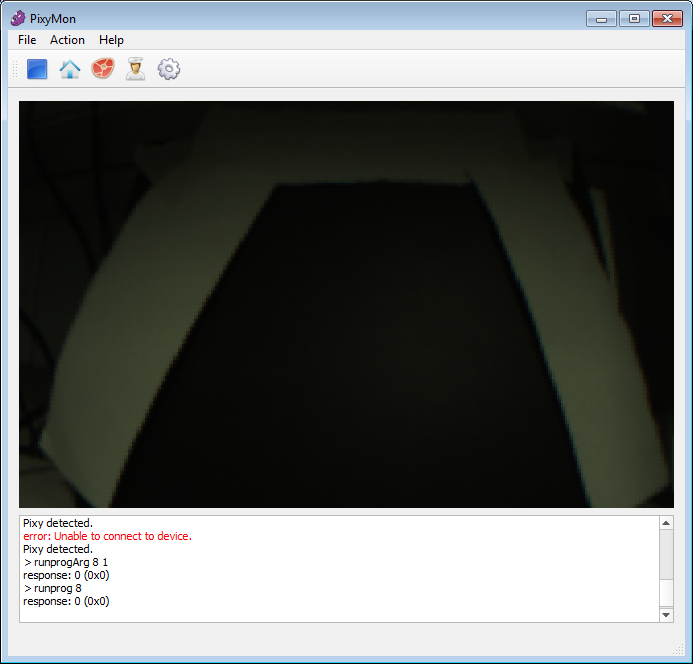 PixyMon
File Action Help
Pixy detected.
error: Unable to connect to device.
Pixy detected.
> runprogArg 8 1
response: 0 (0x0)
> runprog 8
response: 0 (0x0)